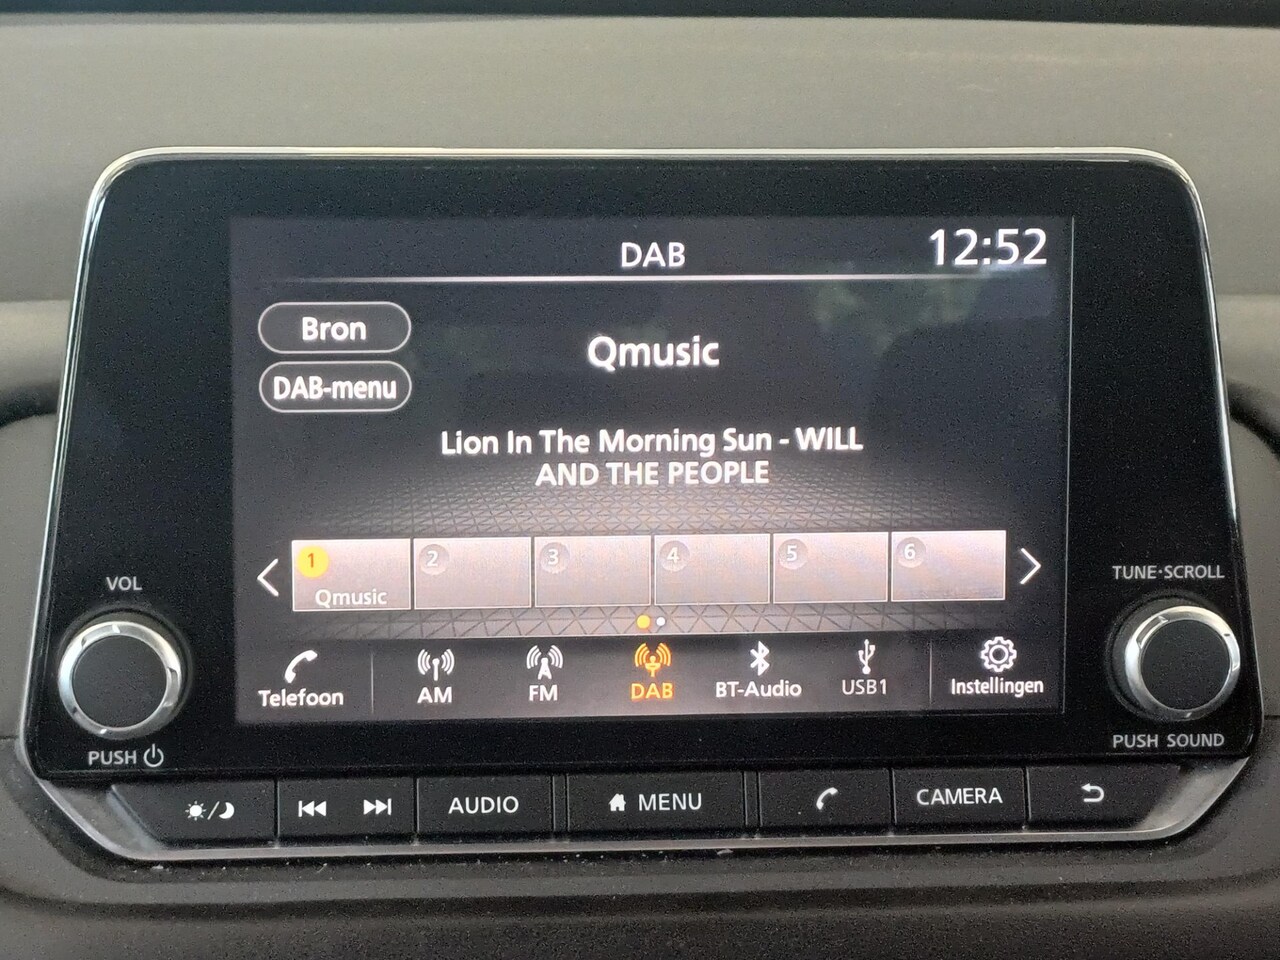 DAB
12:52
Bron
DAB-menu
Qmusic
Lion In The Morning Sun - WILL
AND THE PEOPLE
1
2
3
4
5
6
Qmusic
Telefoon
AM
FM
DAB
BT-Audio
USB1
Instellingen
VOL
PUSH
TUNE·SCROLL
PUSH SOUND
AUDIO
MENU
CAMERA